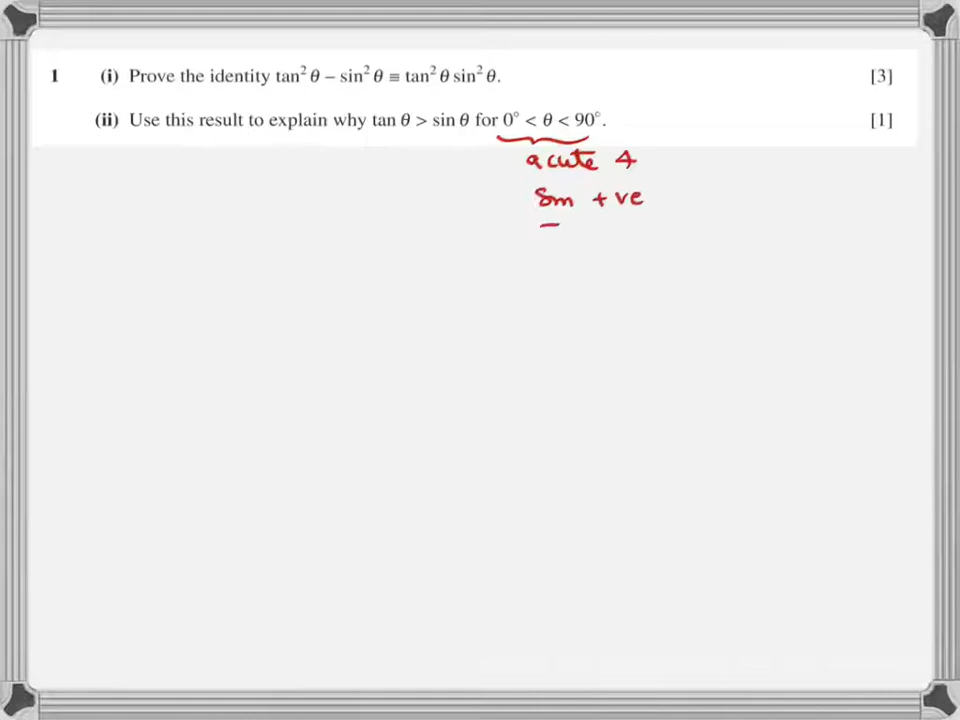 1 (i) Prove the identity tan² θ – sin² θ ≡ tan² θ sin² θ. [3]
(ii) Use this result to explain why tan θ > sin θ for 0° < θ < 90°. [1]
acute
+ ve